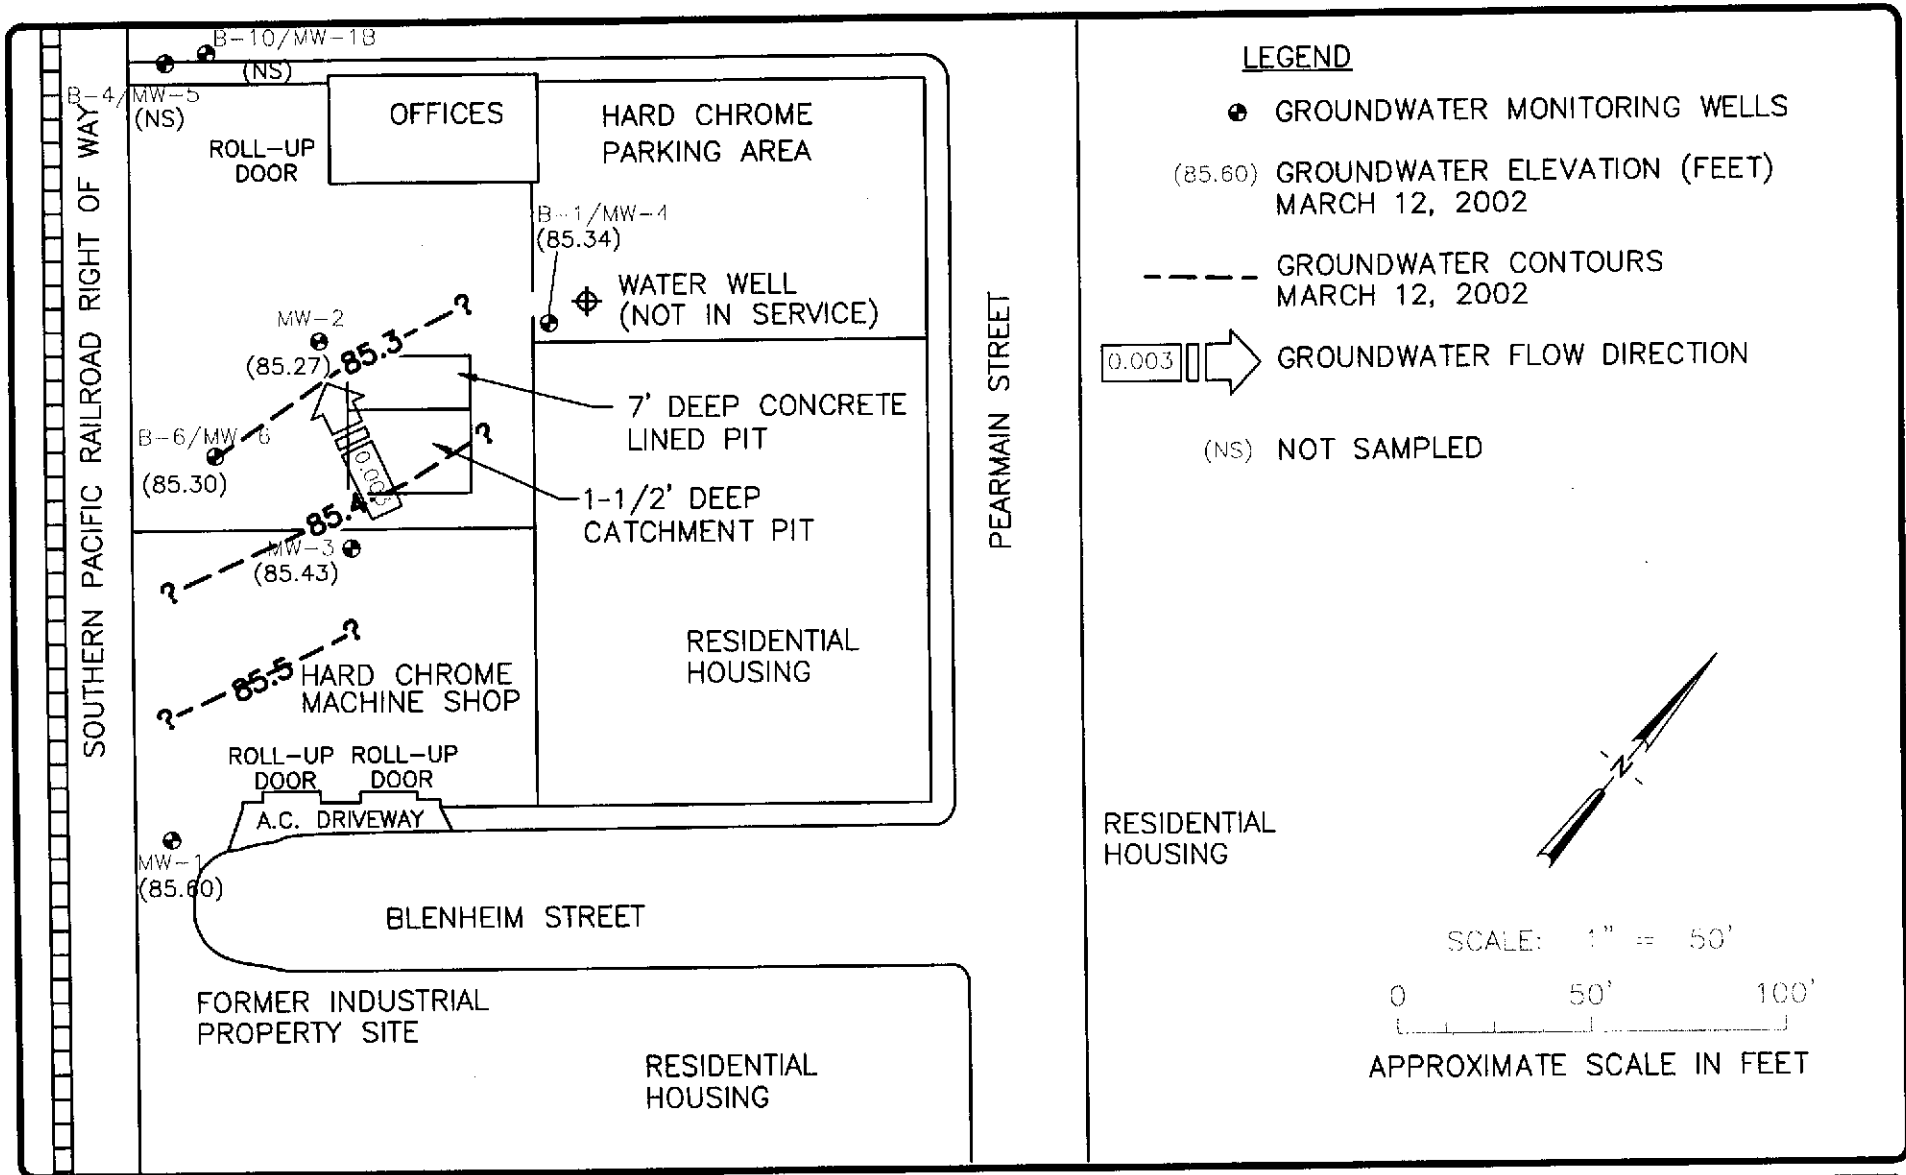 B-10/MW-1B
(NS)
B-4/MW-5
(NS)
OFFICES
HARD CHROME
PARKING AREA
ROLL-UP
DOOR
SOUTHERN PACIFIC RAILROAD RIGHT OF WAY
B-1/MW-4
(85.34)
WATER WELL
(NOT IN SERVICE)
MW-2
(85.27)
85.3
?
7' DEEP CONCRETE
LINED PIT
B-6/MW-6
(85.30)
?
0.005
1-1/2' DEEP
CATCHMENT PIT
85.4
MW-3
(85.43)
?
PEARMAIN STREET
?
85.5
?
HARD CHROME
MACHINE SHOP
RESIDENTIAL
HOUSING
ROLL-UP
DOOR
ROLL-UP
DOOR
A.C. DRIVEWAY
MW-1
(85.60)
BLENHEIM STREET
FORMER INDUSTRIAL
PROPERTY SITE
RESIDENTIAL
HOUSING
RESIDENTIAL
HOUSING
LEGEND
GROUNDWATER MONITORING WELLS
(85.60) GROUNDWATER ELEVATION (FEET)
MARCH 12, 2002
GROUNDWATER CONTOURS
MARCH 12, 2002
0.003 GROUNDWATER FLOW DIRECTION
(NS) NOT SAMPLED
N
SCALE: 1" = 50'
0 50' 100'
APPROXIMATE SCALE IN FEET